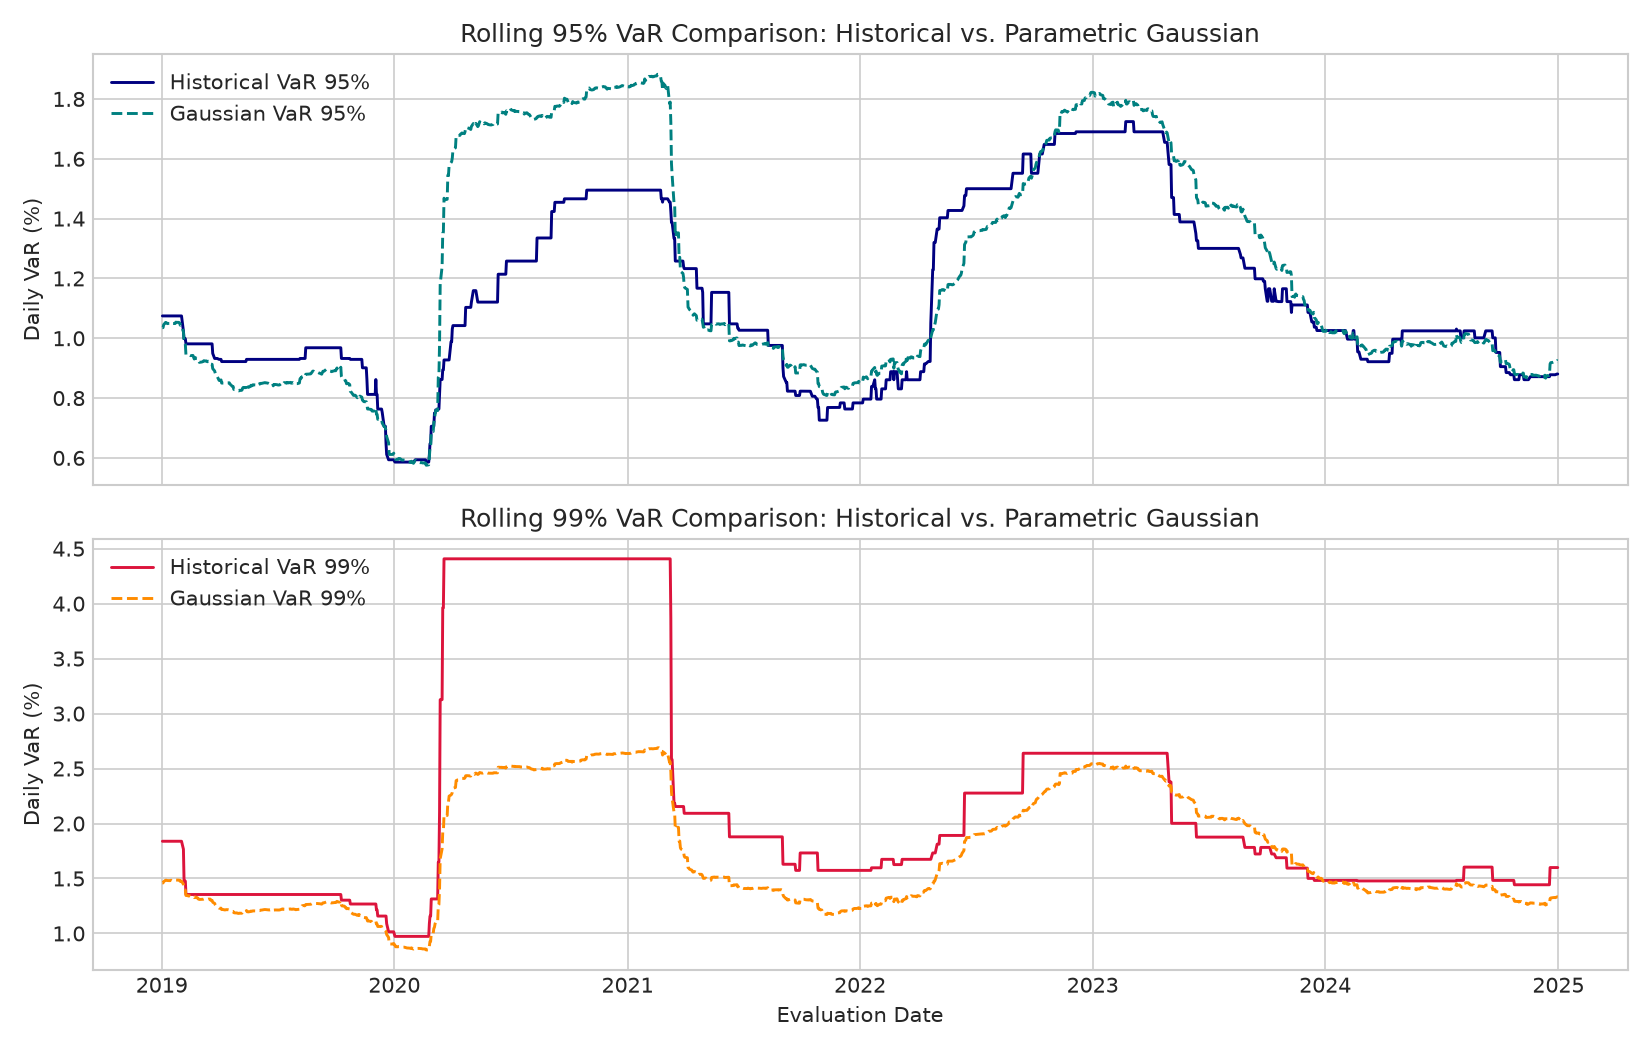 Rolling 95% VaR Comparison: Historical vs. Parametric Gaussian
Historical VaR 95%
Gaussian VaR 95%
Daily VaR (%)
1.8
1.6
1.4
1.2
1.0
0.8
0.6
Rolling 99% VaR Comparison: Historical vs. Parametric Gaussian
Historical VaR 99%
Gaussian VaR 99%
Daily VaR (%)
4.5
4.0
3.5
3.0
2.5
2.0
1.5
1.0
2019 2020 2021 2022 2023 2024 2025
Evaluation Date